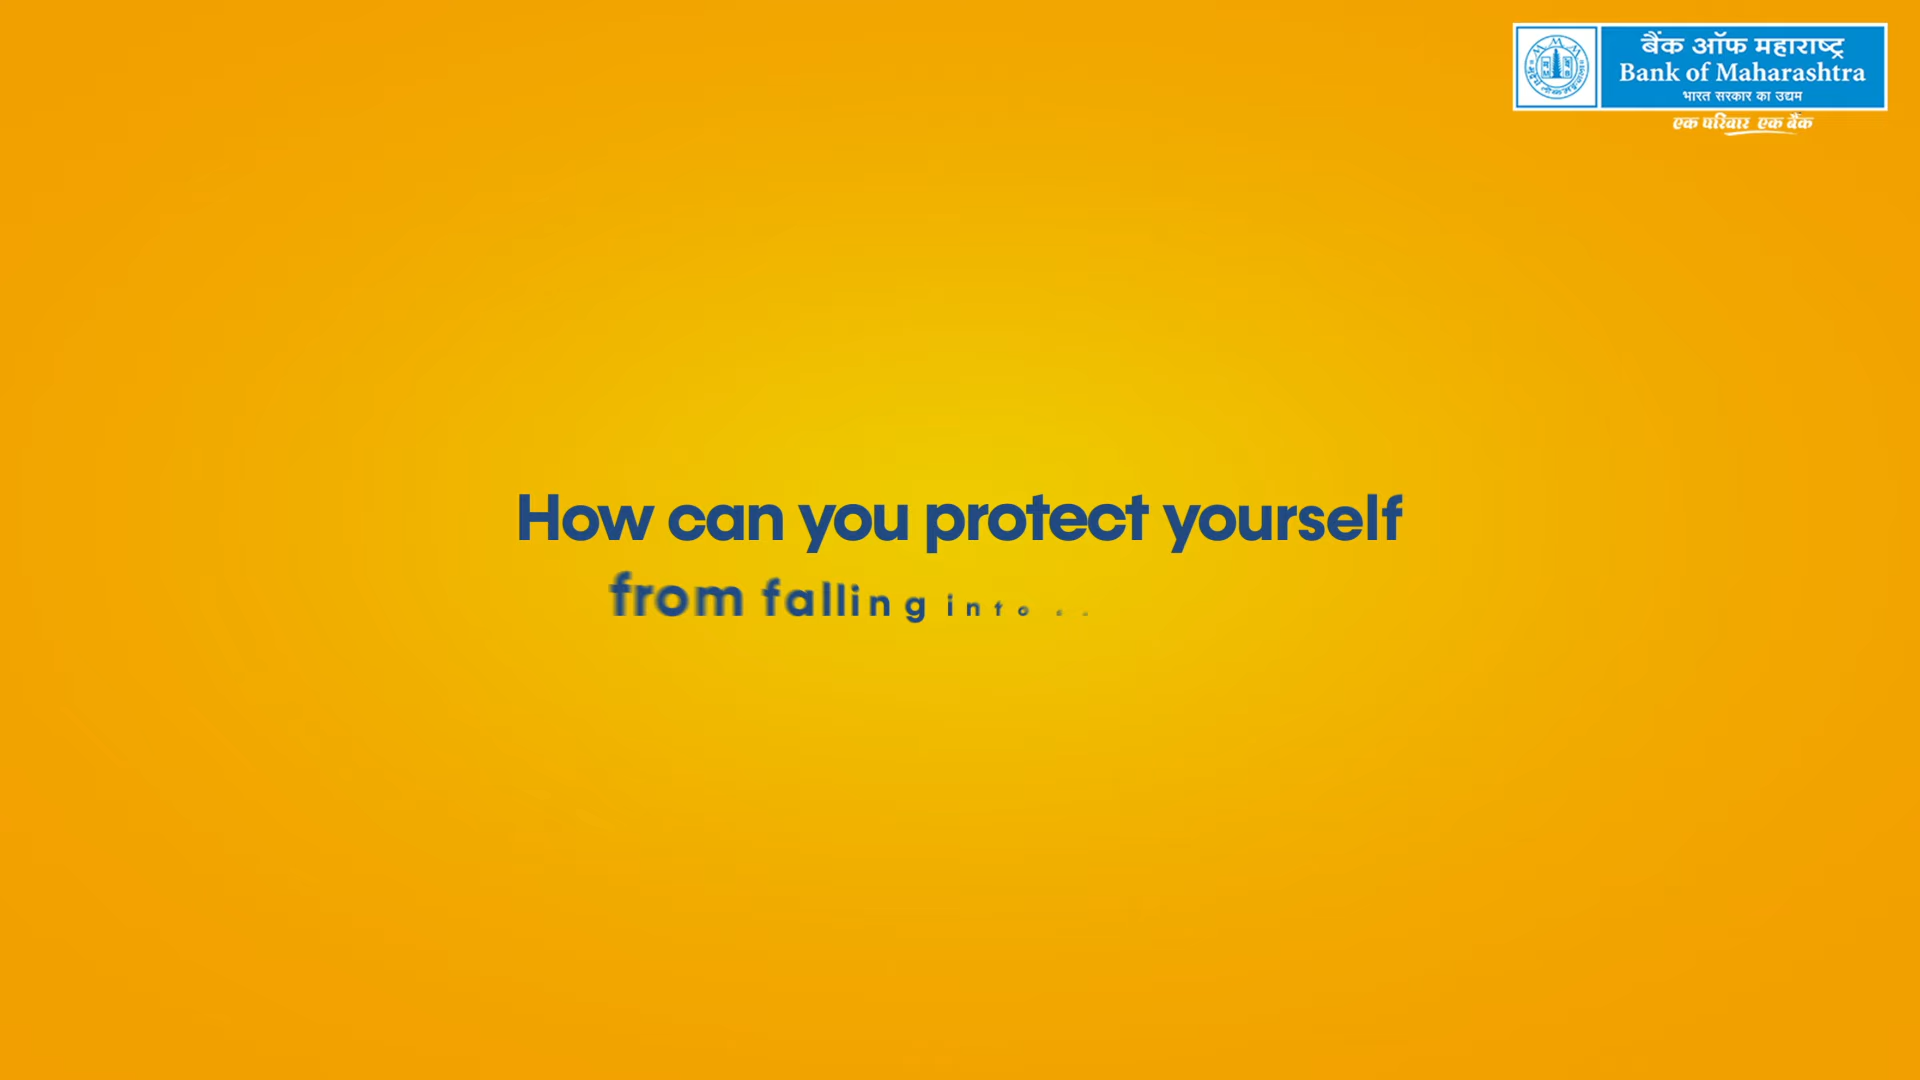 बैंक ऑफ महाराष्ट्र
Bank of Maharashtra
भारत सरकार का उद्यम
एक परिवार एक बैंक
How can you protect yourself
from falling into